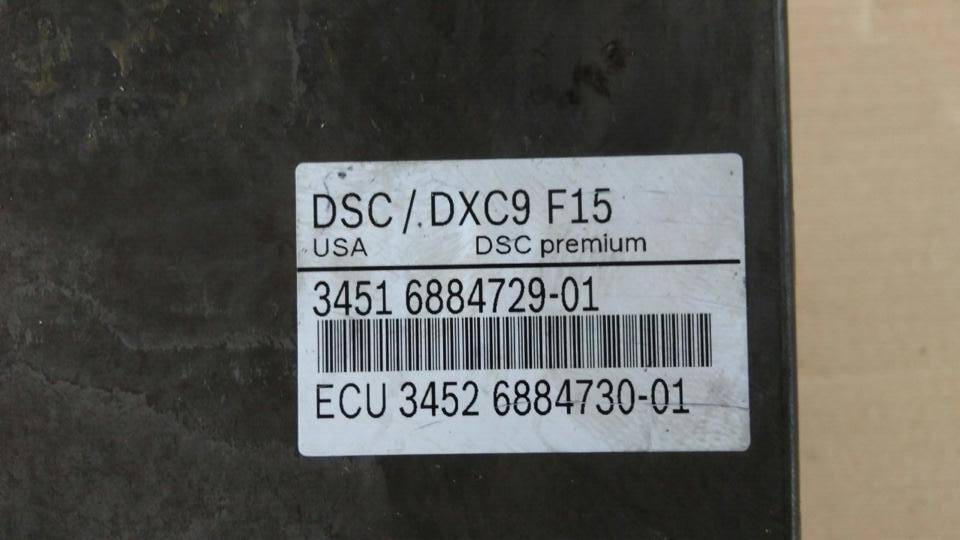 DSC/DXC9 F15
USA DSC premium
3451 6884729-01
ECU 3452 6884730-01